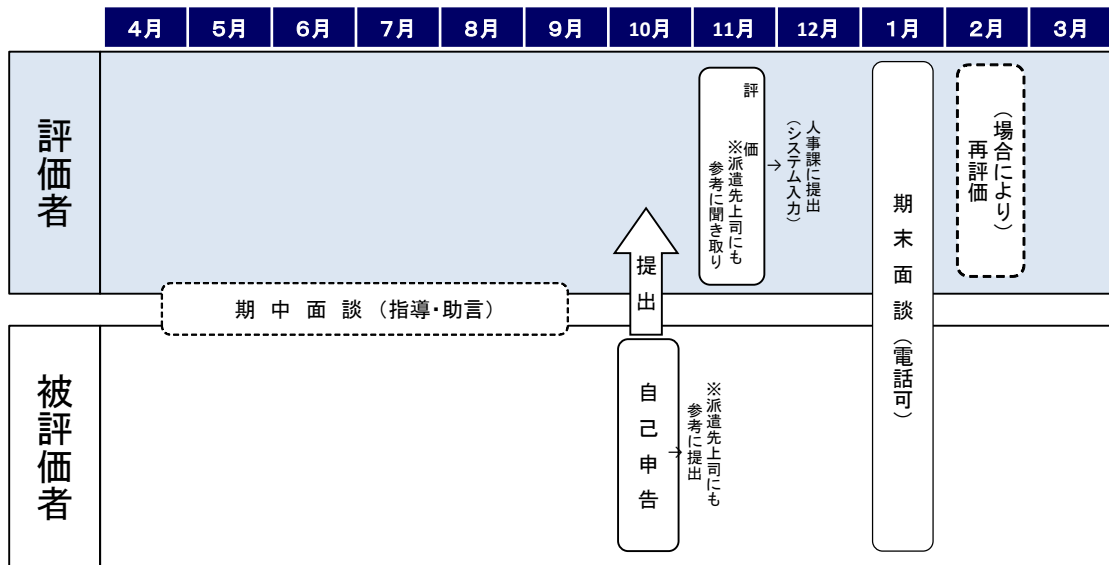 4月 5月 6月 7月 8月 9月 10月 11月 12月 1月 2月 3月
評価者
評価
※派遣先上司にも
参考に聞き取り
→
人事課に提出
(システム入力)
期末面談(電話可)
(場合により)
再評価
提出
期中面談(指導・助言)
被評価者
自己申告
→
※派遣先上司にも
参考に提出